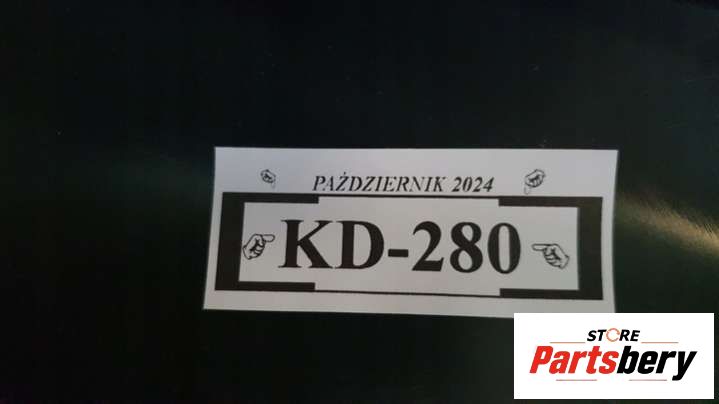 PAŹDZIERNIK 2024
KD-280
STORE
Partsbery